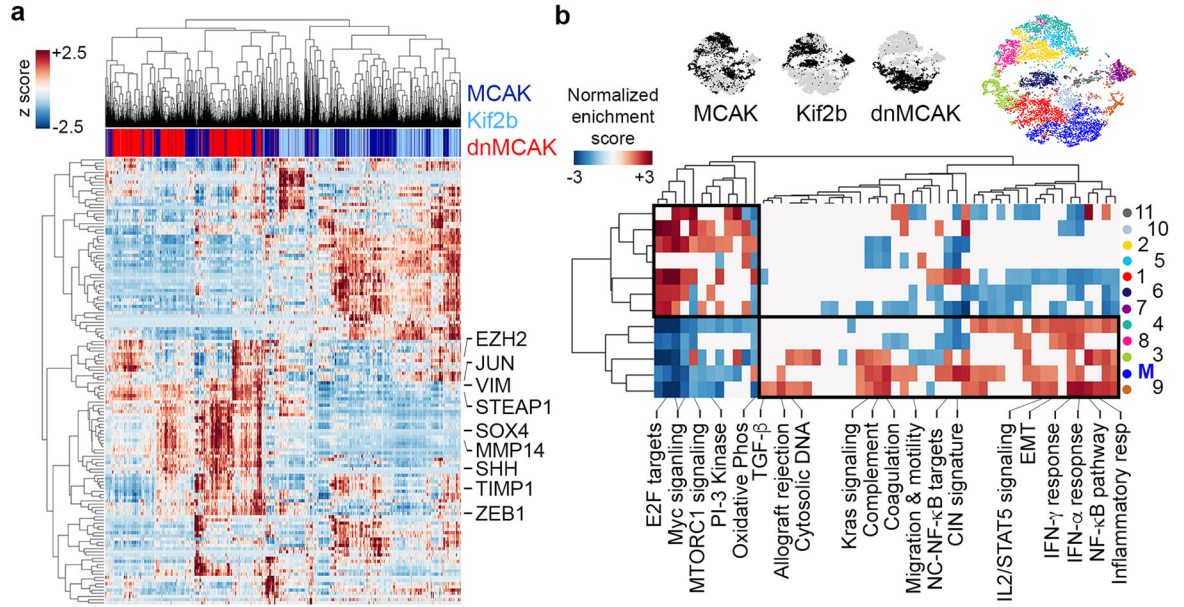 a
z score
+2.5
-2.5
MCAK
Kif2b
dnMCAK
EZH2
JUN
VIM
STEAP1
SOX4
MMP14
SHH
TIMP1
ZEB1
b
MCAK
Kif2b
dnMCAK
Normalized
enrichment
score
-3
+3
11
10
2
5
1
6
7
4
8
3
M
9
E2F targets
Myc siganling
MTORC1 signaling
PI-3 Kinase
Oxidative Phos
TGF-β
Allograft rejection
Cytosolic DNA
Kras signaling
Complement
Coagulation
Migration & motility
NC-NF-κB targets
CIN signature
IL2/STAT5 signaling
EMT
IFN-γ response
IFN-α resopnse
NF-κB pathway
Inflammatory resp